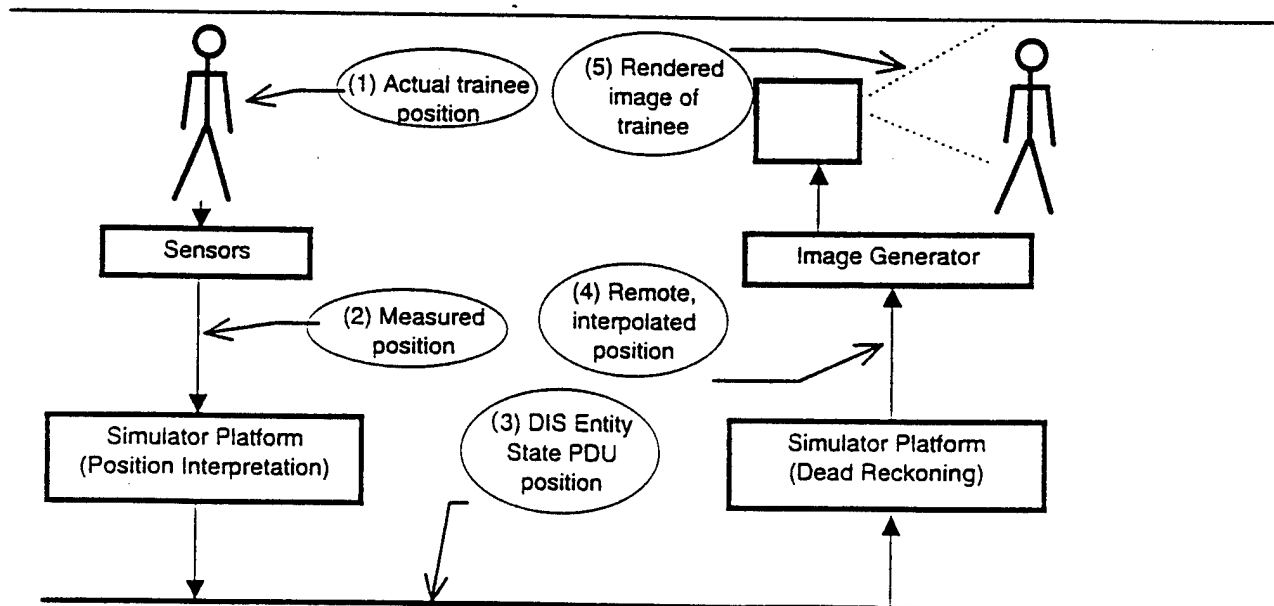 (1) Actual trainee
position
(5) Rendered
image of
trainee
Sensors
Image Generator
(2) Measured
position
(4) Remote,
interpolated
position
Simulator Platform
(Position Interpretation)
(3) DIS Entity
State PDU
position
Simulator Platform
(Dead Reckoning)